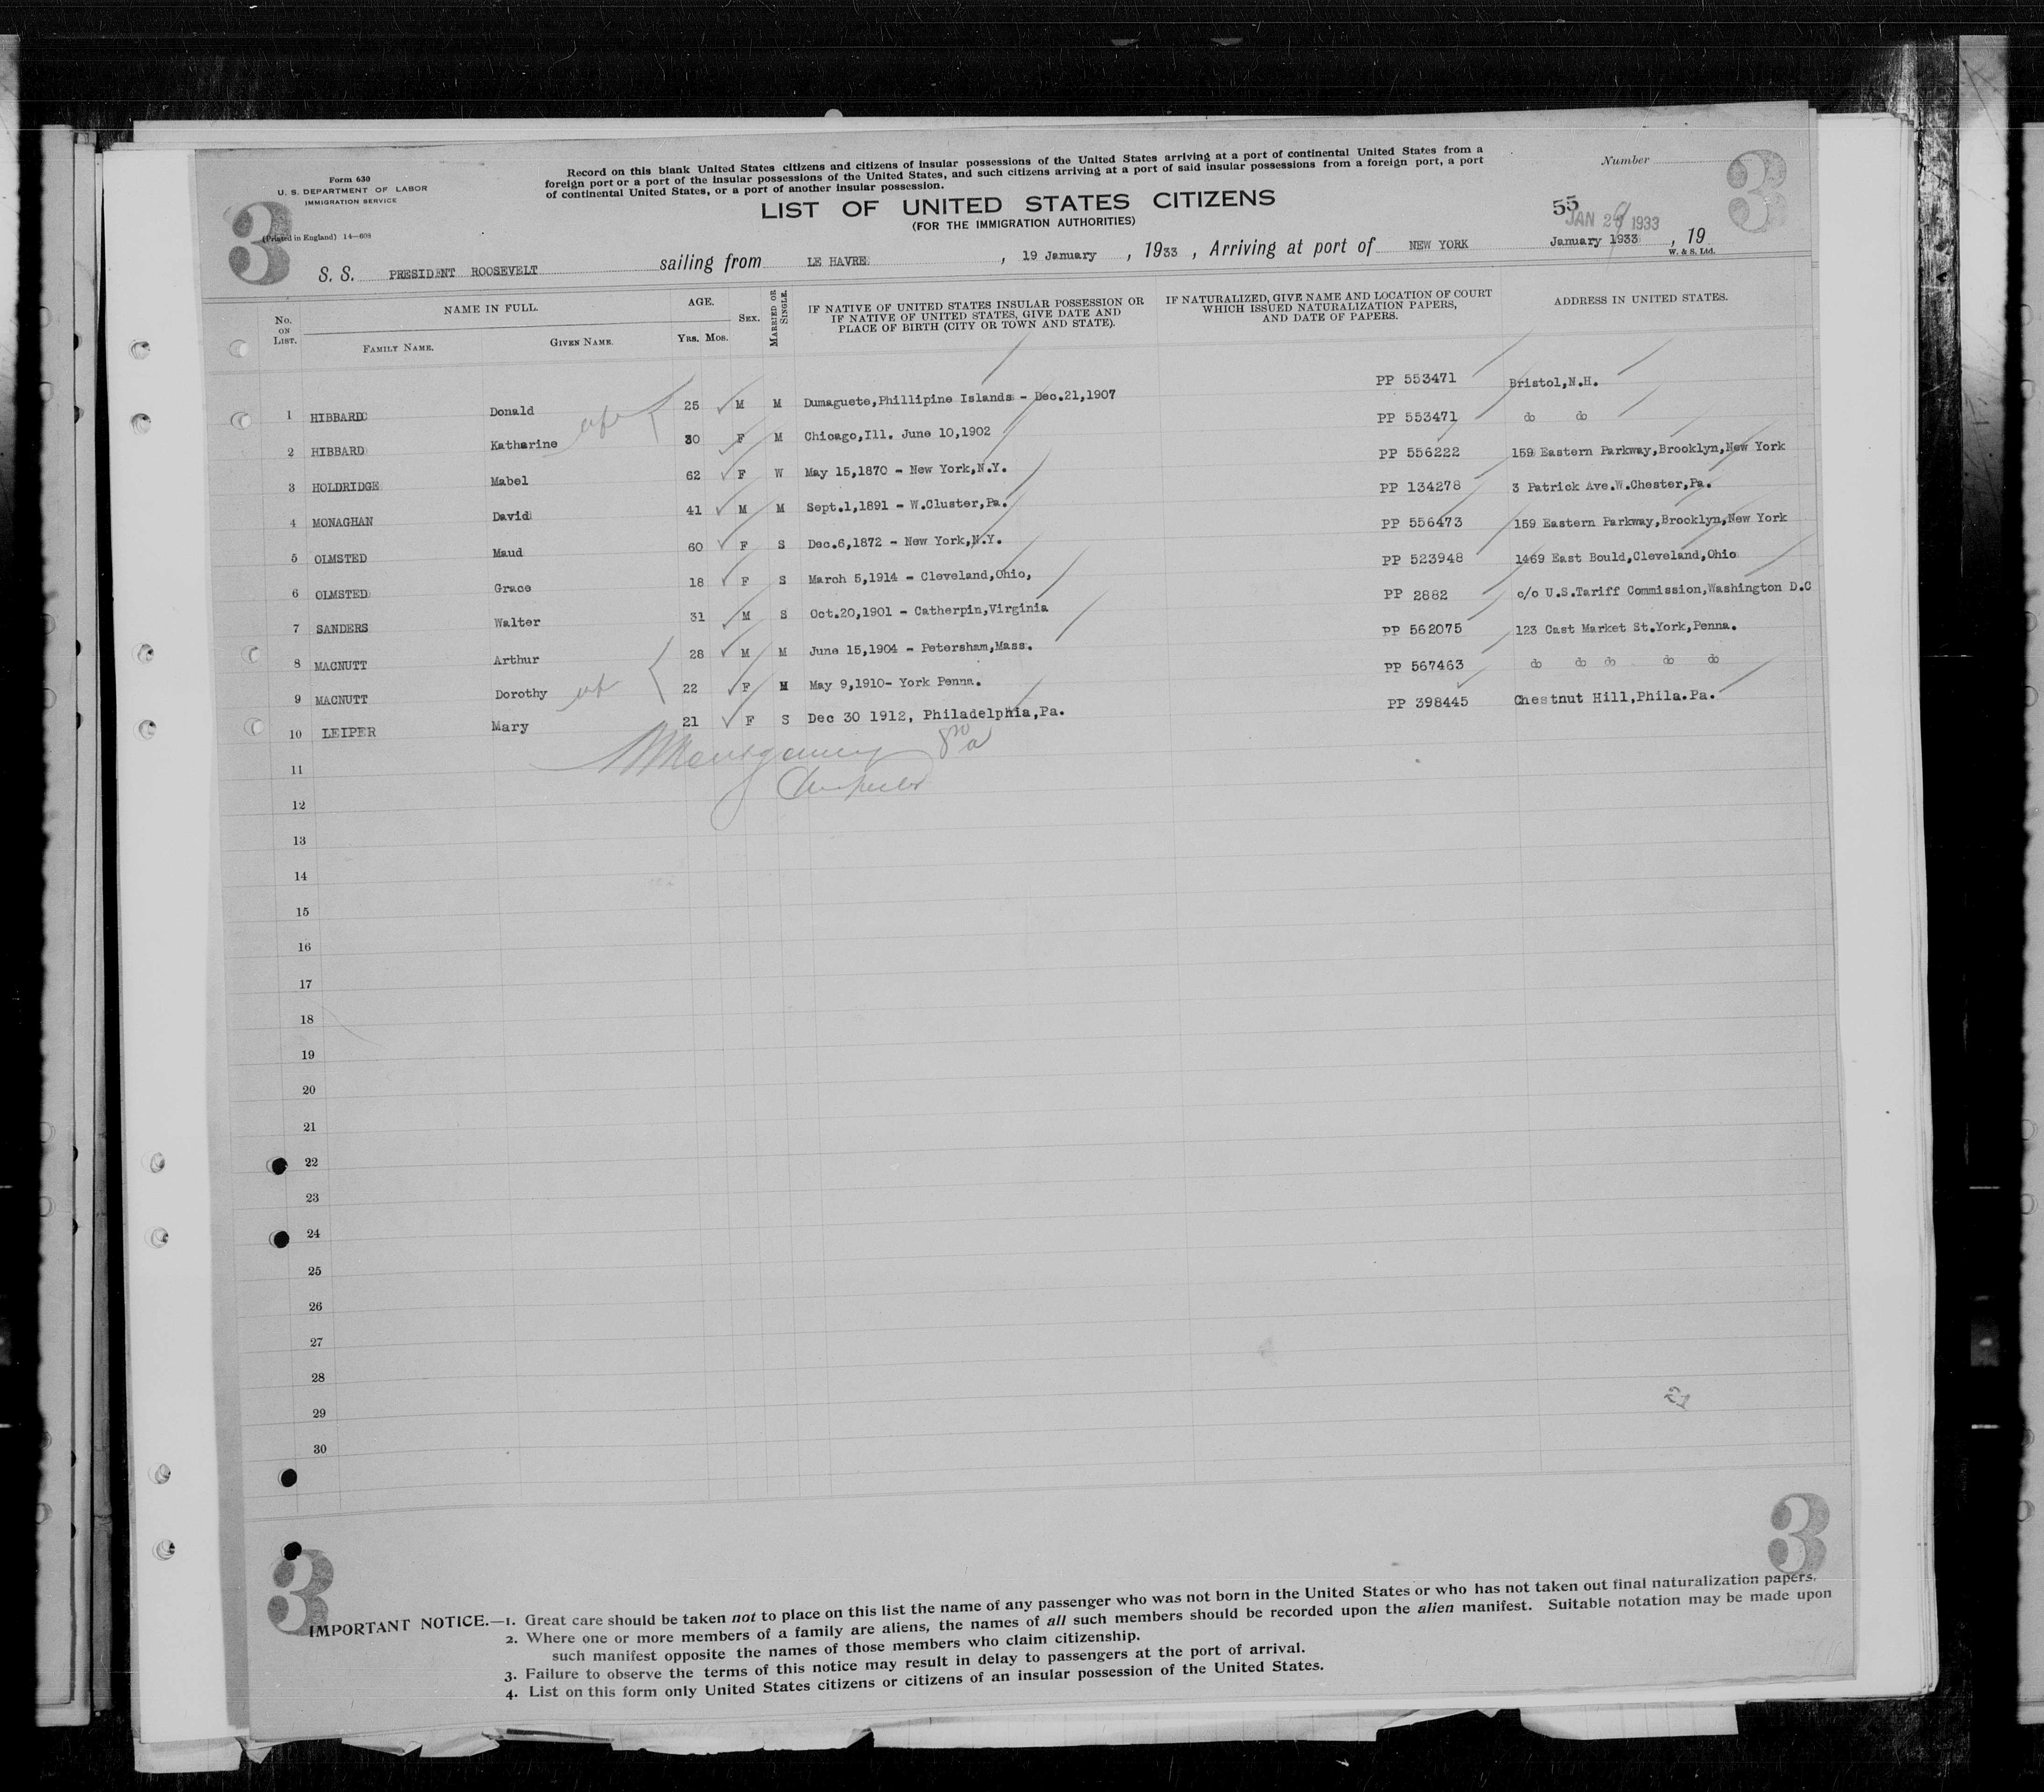 3
Form 630
U. S. DEPARTMENT OF LABOR
IMMIGRATION SERVICE
(Printed in England) 14—608
Record on this blank United States citizens and citizens of insular possessions of the United States arriving at a port of continental United States from a
foreign port or a port of the insular possessions of the United States, and such citizens arriving at a port of said insular possessions from a foreign port, a port
of continental United States, or a port of another insular possession.
Number
3
LIST OF UNITED STATES CITIZENS
(FOR THE IMMIGRATION AUTHORITIES)
55
JAN 28 1933
S. S. PRESIDENT ROOSEVELT sailing from LE HAVRE, 19 January, 1933, Arriving at port of NEW YORK January 1933, 19
W. & S. Ltd.
No. ON LIST. NAME IN FULL. FAMILY NAME. GIVEN NAME. AGE. YRS. MOS. SEX. MARRIED OR SINGLE. IF NATIVE OF UNITED STATES INSULAR POSSESSION OR IF NATIVE OF UNITED STATES, GIVE DATE AND PLACE OF BIRTH (CITY OR TOWN AND STATE). IF NATURALIZED, GIVE NAME AND LOCATION OF COURT WHICH ISSUED NATURALIZATION PAPERS, AND DATE OF PAPERS. ADDRESS IN UNITED STATES.
1 HIBBARD Donald 25 M M Dumaguete,Phillipine Islands - Dec.21,1907 PP 553471 Bristol,N.H.
2 HIBBARD Katharine 30 F M Chicago,Ill. June 10,1902 PP 553471 do do
3 HOLDRIDGE Mabel 62 F W May 15,1870 - New York,N.Y. PP 556222 159 Eastern Parkway,Brooklyn,New York
4 MONAGHAN David 41 M M Sept.1,1891 - W.Cluster,Pa. PP 134278 3 Patrick Ave.W.Chester,Pa.
5 OLMSTED Maud 60 F S Dec.6,1872 - New York,N.Y. PP 556473 159 Eastern Parkway,Brooklyn,New York
6 OLMSTED Grace 18 F S March 5,1914 - Cleveland,Ohio, PP 523948 1469 East Bould,Cleveland,Ohio
7 SANDERS Walter 31 M S Oct.20,1901 - Catherpin,Virginia PP 2882 c/o U.S.Tariff Commission,Washington D.C
8 MACNUTT Arthur 28 M M June 15,1904 - Petersham,Mass. PP 562075 123 Cast Market St.York,Penna.
9 MACNUTT Dorothy 22 F M May 9,1910- York Penna. PP 567463 do do do do do
10 LEIPER Mary 21 F S Dec 30 1912, Philadelphia,Pa. PP 398445 Chestnut Hill,Phila.Pa.
11
12
13
14
15
16
17
18
19
20
21
22
23
24
25
26
27
28
29
30
3
3
IMPORTANT NOTICE.—1. Great care should be taken not to place on this list the name of any passenger who was not born in the United States or who has not taken out final naturalization papers.
2. Where one or more members of a family are aliens, the names of all such members should be recorded upon the alien manifest. Suitable notation may be made upon
such manifest opposite the names of those members who claim citizenship.
3. Failure to observe the terms of this notice may result in delay to passengers at the port of arrival.
4. List on this form only United States citizens or citizens of an insular possession of the United States.